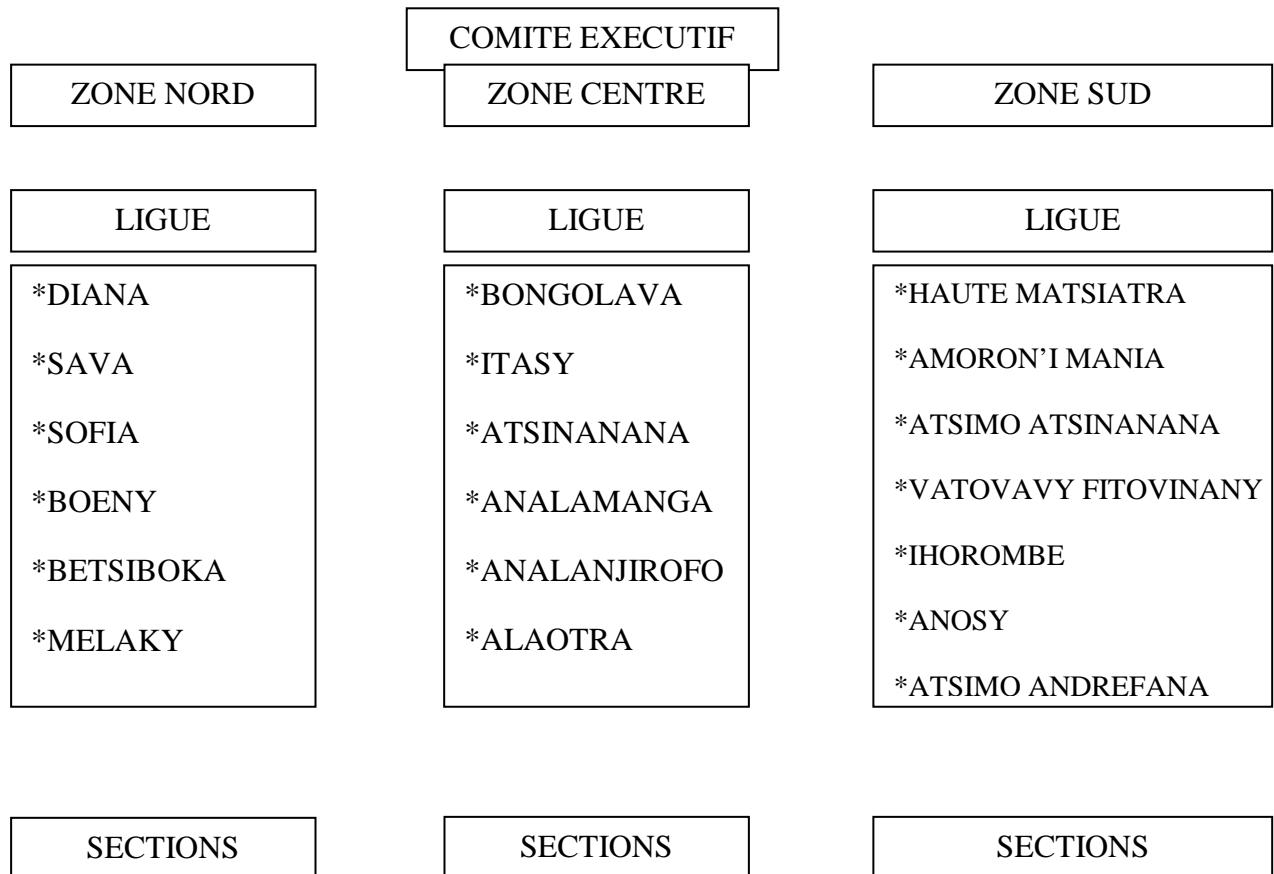 COMITE EXECUTIF
ZONE NORD
ZONE CENTRE
ZONE SUD
LIGUE
LIGUE
LIGUE
*DIANA
*SAVA
*SOFIA
*BOENY
*BETSIBOKA
*MELAKY
*BONGOLAVA
*ITASY
*ATSINANANA
*ANALAMANGA
*ANALANJIROFO
*ALAOTRA
*HAUTE MATSIATRA
*AMORON’I MANIA
*ATSIMO ATSINANANA
*VATOVAVY FITOVINANY
*IHOROMBE
*ANOSY
*ATSIMO ANDREFANA
SECTIONS
SECTIONS
SECTIONS